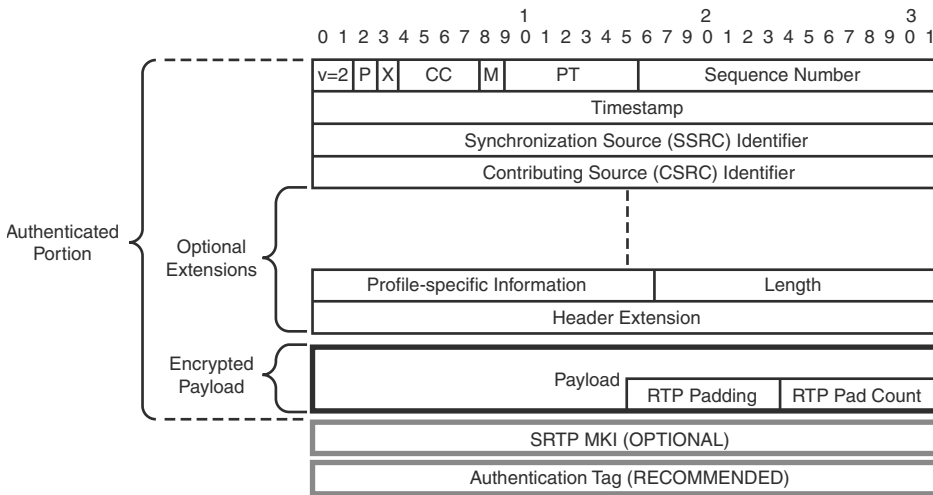 1 2 3
0 1 2 3 4 5 6 7 8 9 0 1 2 3 4 5 6 7 9 0 1 2 3 4 5 6 7 8 9 0 1
v=2 P X CC M PT Sequence Number
Timestamp
Synchronization Source (SSRC) Identifier
Contributing Source (CSRC) Identifier
Authenticated
Portion
Optional
Extensions
Profile-specific Information Length
Header Extension
Encrypted
Payload
Payload
RTP Padding RTP Pad Count
SRTP MKI (OPTIONAL)
Authentication Tag (RECOMMENDED)